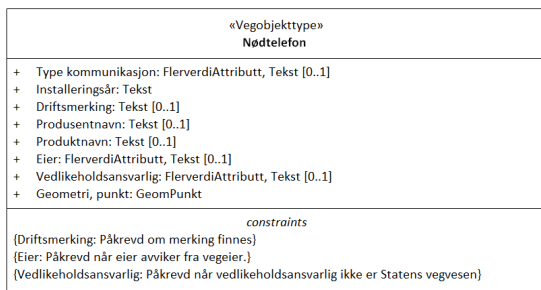 «Vegobjekttype»
Nødtelefon
+ Type kommunikasjon: FlerverdiAttributt, Tekst [0..1]
+ Installeringsår: Tekst
+ Driftsmerking: Tekst [0..1]
+ Produsentnavn: Tekst [0..1]
+ Produktnavn: Tekst [0..1]
+ Eier: FlerverdiAttributt, Tekst [0..1]
+ Vedlikeholdsansvarlig: FlerverdiAttributt, Tekst [0..1]
+ Geometri, punkt: GeomPunkt
constraints
{Driftsmerking: Påkrevd om merking finnes}
{Eier: Påkrevd når eier avviker fra vegeier.}
{Vedlikeholdsansvarlig: Påkrevd når vedlikeholdsansvarlig ikke er Statens vegvesen}